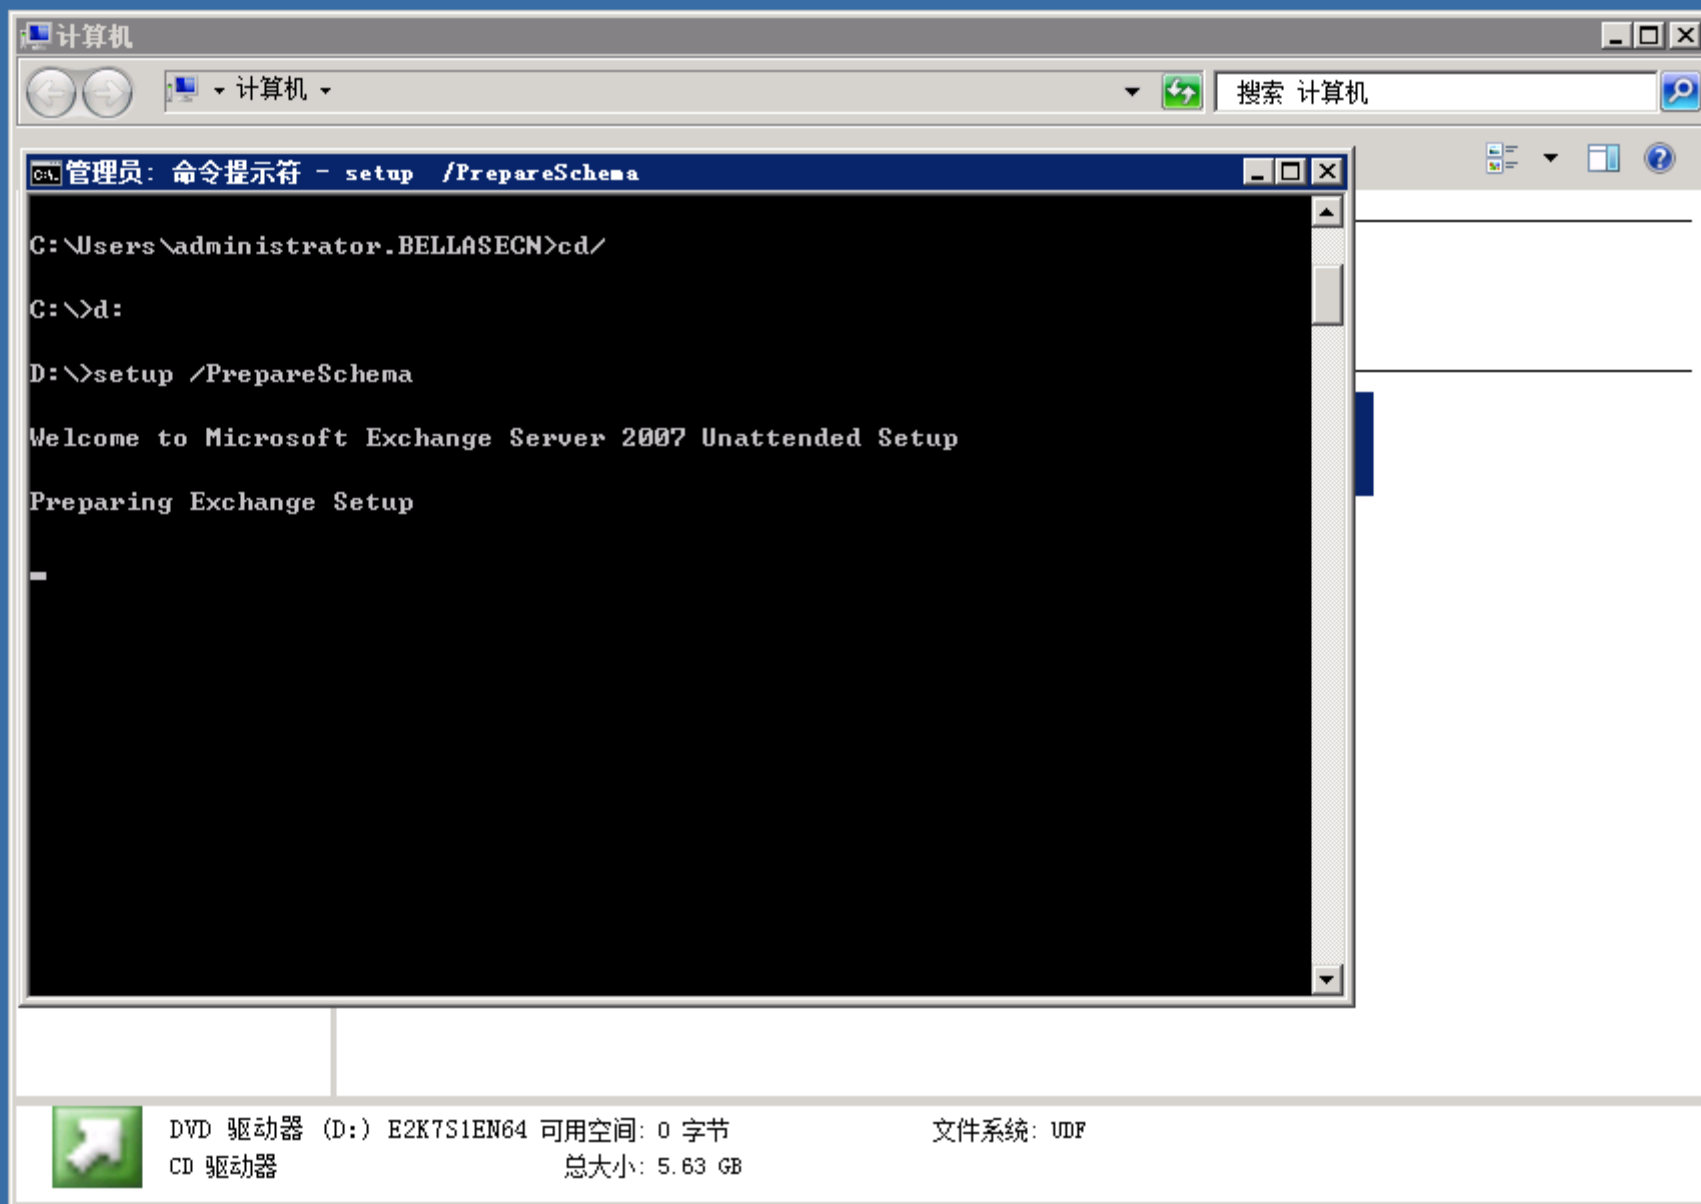 计算机
计算机
搜索 计算机
管理员: 命令提示符 - setup  /PrepareSchema
C:\Users\administrator.BELLASECN>cd/
C:\>d:
D:\>setup /PrepareSchema
Welcome to Microsoft Exchange Server 2007 Unattended Setup
Preparing Exchange Setup
DVD 驱动器 (D:) E2K7S1EN64 可用空间: 0 字节 文件系统: UDF
CD 驱动器 总大小: 5.63 GB